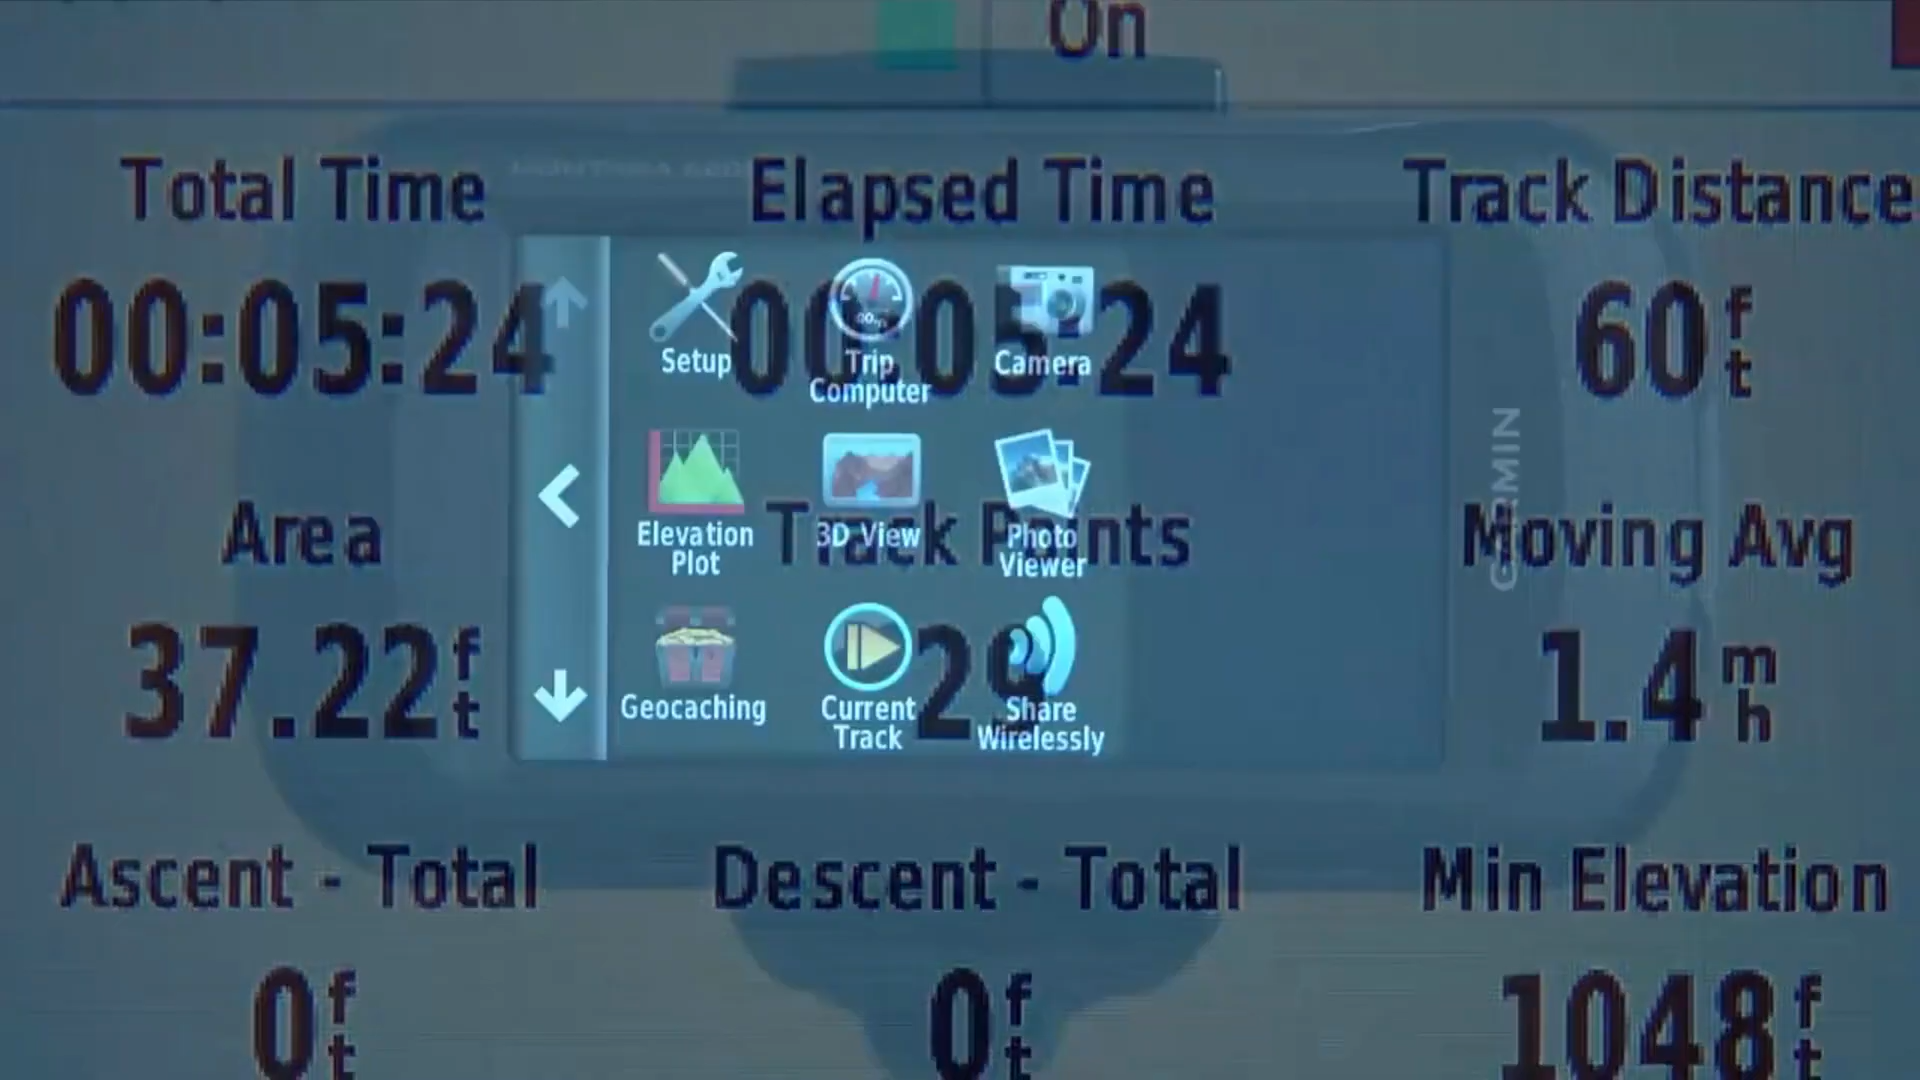 On
Total Time
Elapsed Time
Track Distance
00:05:24
00:05:24
60 ft
Setup
Trip
Computer
Camera
GARMIN
Area
Track Points
Moving Avg
Elevation
Plot
3D View
Photo
Viewer
37.22 ft
29
1.4 mh
Geocaching
Current
Track
Share
Wirelessly
Ascent - Total
Descent - Total
Min Elevation
0 ft
0 ft
1048 ft